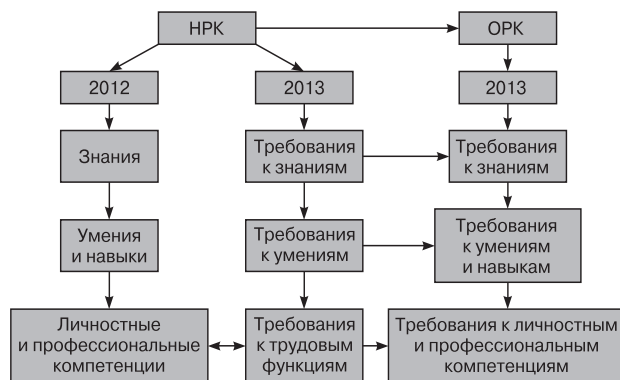 НРК
ОРК
2012
2013
2013
Знания
Требования
к знаниям
Требования
к знаниям
Умения
и навыки
Требования
к умениям
Требования
к умениям
и навыкам
Личностные
и профессиональные
компетенции
Требования
к трудовым
функциям
Требования к личностным
и профессиональным
компетенциям